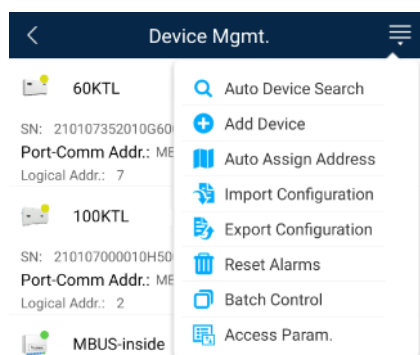 Device Mgmt.
60KTL
SN: 210107352010G60
Port-Comm Addr.: ME
Logical Addr.: 7
100KTL
SN: 210107000010H50
Port-Comm Addr.: ME
Logical Addr.: 2
MBUS-inside
Auto Device Search
Add Device
Auto Assign Address
Import Configuration
Export Configuration
Reset Alarms
Batch Control
Access Param.